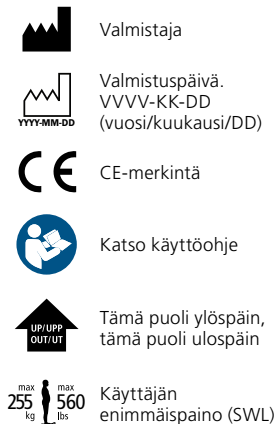 Valmistaja
Valmistuspäivä.
VVVV-KK-DD
(vuosi/kuukausi/DD)
YYYY-MM-DD
CE
CE-merkintä
Katso käyttöohje
UP/UPP
OUT/UT
Tämä puoli ylöspäin,
tämä puoli ulospäin
max
255
kg
max
560
lbs
Käyttäjän
enimmäispaino (SWL)